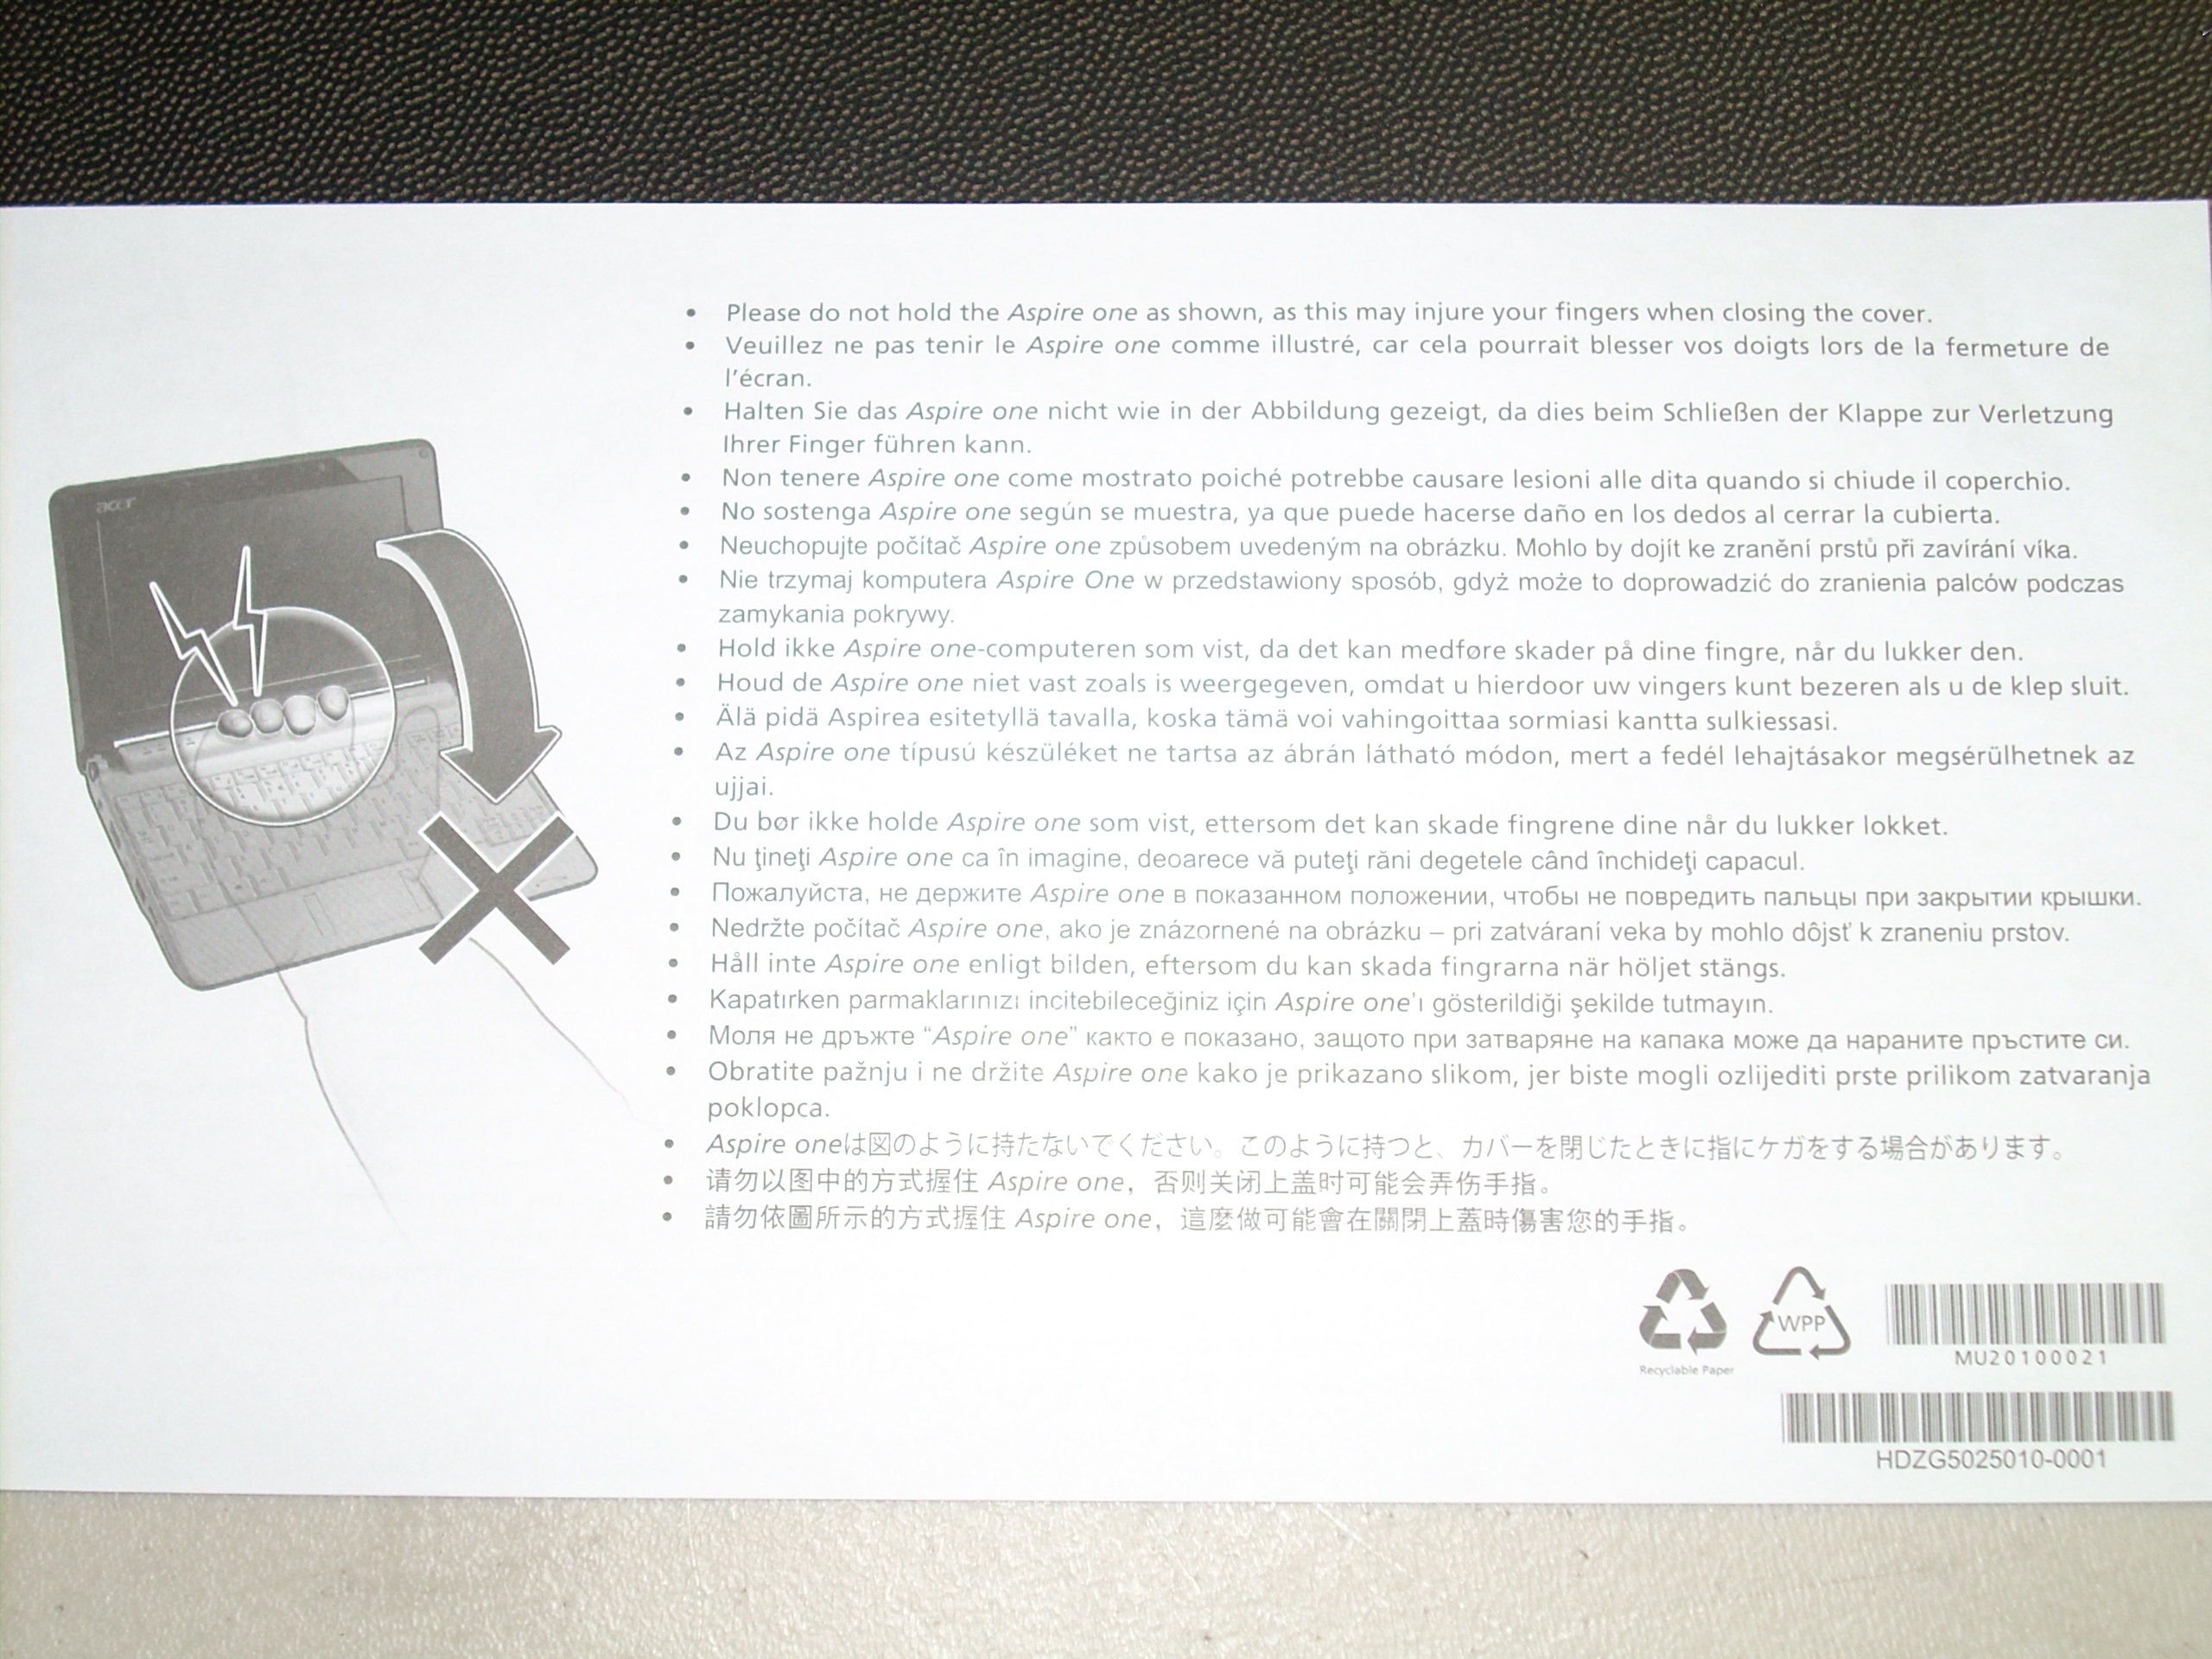 acer
• Please do not hold the Aspire one as shown, as this may injure your fingers when closing the cover.
• Veuillez ne pas tenir le Aspire one comme illustré, car cela pourrait blesser vos doigts lors de la fermeture de
l'écran.
• Halten Sie das Aspire one nicht wie in der Abbildung gezeigt, da dies beim Schließen der Klappe zur Verletzung
Ihrer Finger führen kann.
• Non tenere Aspire one come mostrato poiché potrebbe causare lesioni alle dita quando si chiude il coperchio.
• No sostenga Aspire one según se muestra, ya que puede hacerse daño en los dedos al cerrar la cubierta.
• Neuchopujte počítač Aspire one způsobem uvedeným na obrázku. Mohlo by dojít ke zranění prstů při zavírání víka.
• Nie trzymaj komputera Aspire One w przedstawiony sposób, gdyż może to doprowadzić do zranienia palców podczas
zamykania pokrywy.
• Hold ikke Aspire one-computeren som vist, da det kan medføre skader på dine fingre, når du lukker den.
• Houd de Aspire one niet vast zoals is weergegeven, omdat u hierdoor uw vingers kunt bezeren als u de klep sluit.
• Älä pidä Aspirea esitetyllä tavalla, koska tämä voi vahingoittaa sormiasi kantta sulkiessasi.
• Az Aspire one típusú készüléket ne tartsa az ábrán látható módon, mert a fedél lehajtásakor megsérülhetnek az
ujjai.
• Du bør ikke holde Aspire one som vist, ettersom det kan skade fingrene dine når du lukker lokket.
• Nu ţineţi Aspire one ca în imagine, deoarece vă puteţi răni degetele când închideţi capacul.
• Пожалуйста, не держите Aspire one в показанном положении, чтобы не повредить пальцы при закрытии крышки.
• Nedržte počítač Aspire one, ako je znázornené na obrázku – pri zatváraní veka by mohlo dôjsť k zraneniu prstov.
• Håll inte Aspire one enligt bilden, eftersom du kan skada fingrarna när höljet stängs.
• Kapatırken parmaklarınızı incitebileceğiniz için Aspire one'ı gösterildiği şekilde tutmayın.
• Моля не дръжте “Aspire one” както е показано, защото при затваряне на капака може да нараните пръстите си.
• Obratite pažnju i ne držite Aspire one kako je prikazano slikom, jer biste mogli ozlijediti prste prilikom zatvaranja
poklopca.
• Aspire oneは図のように持たないでください。このように持つと、カバーを閉じたときに指にケガをする場合があります。
• 请勿以图中的方式握住 Aspire one，否则关闭上盖时可能会弄伤手指。
• 請勿依圖所示的方式握住 Aspire one，這麼做可能會在關閉上蓋時傷害您的手指。
WPP
Recyclable Paper
MU20100021
HDZG5025010-0001